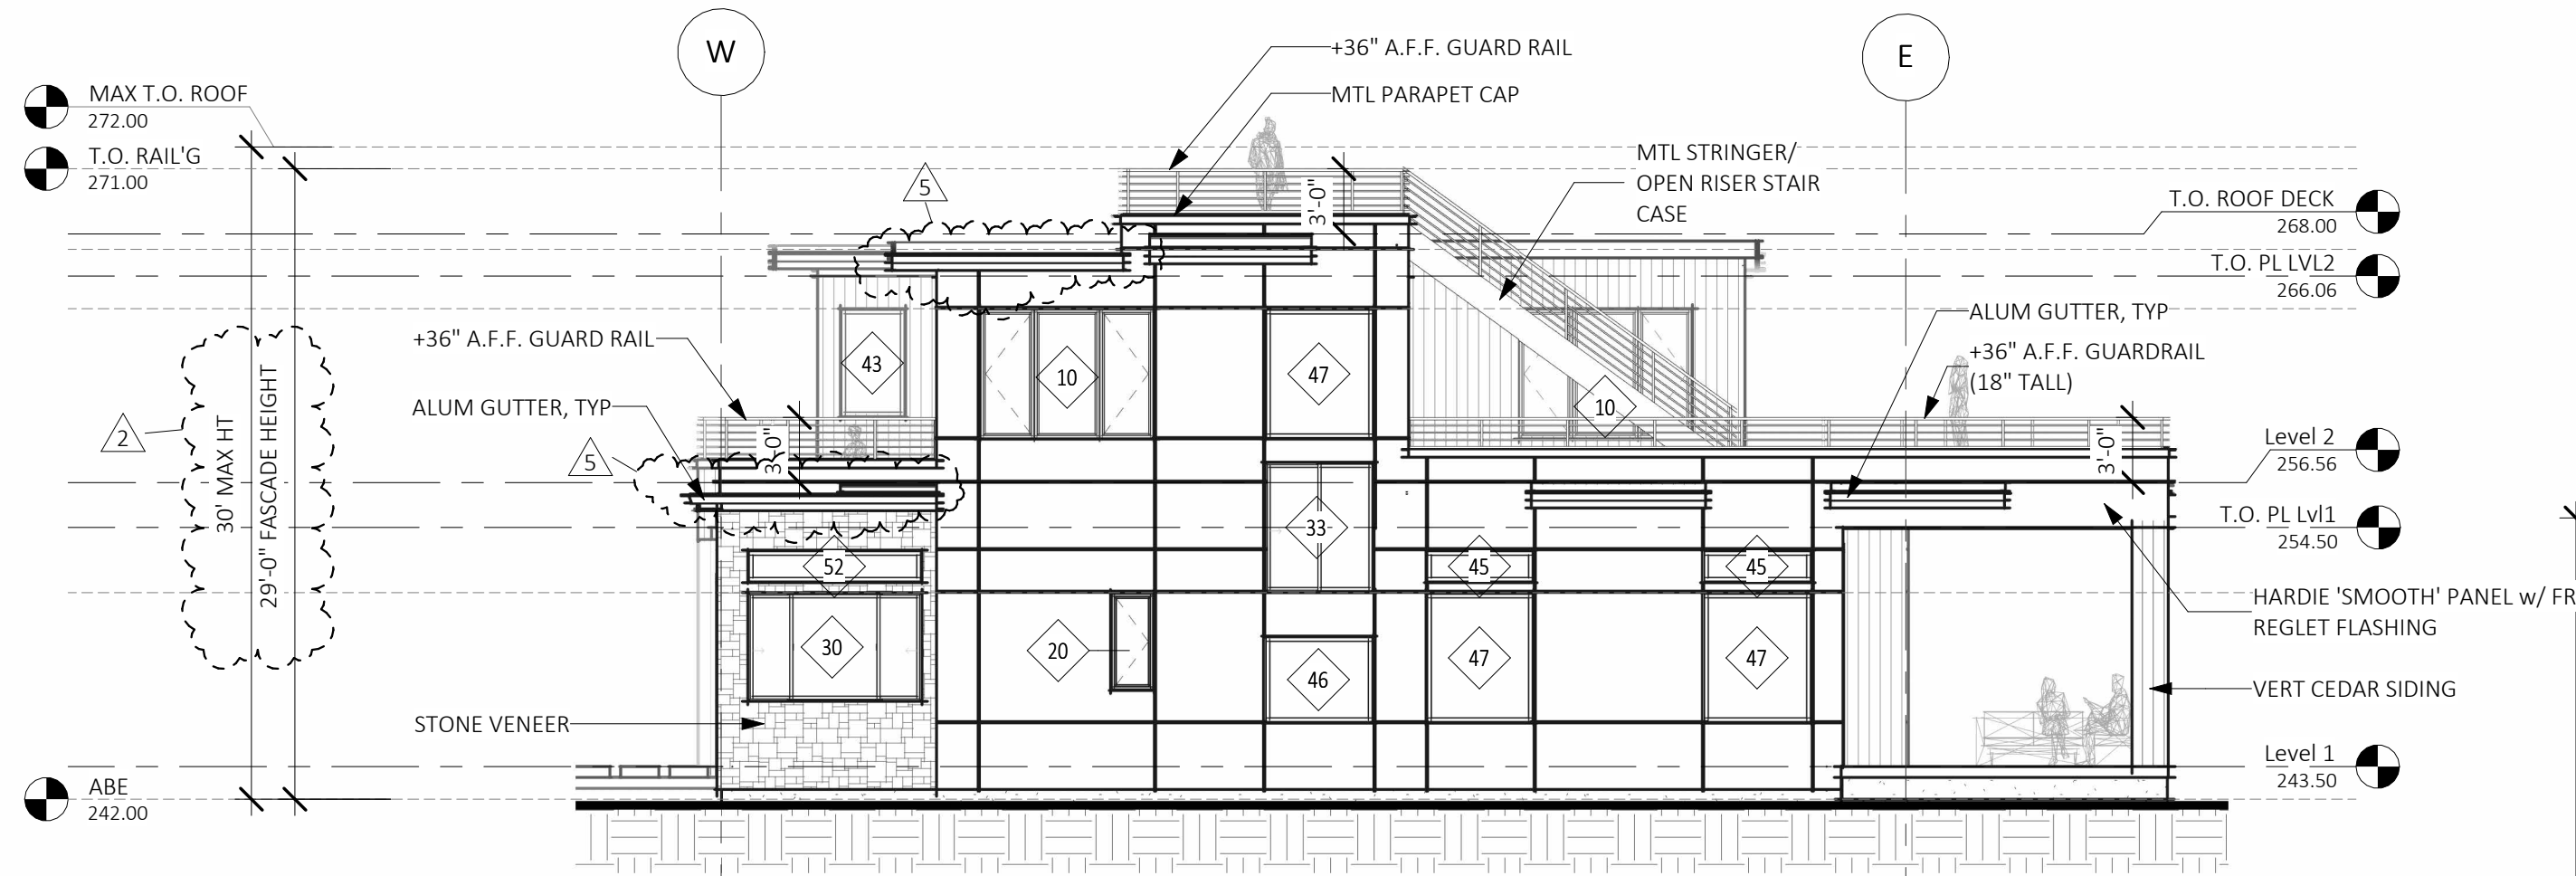 W
E
+36" A.F.F. GUARD RAIL
MTL PARAPET CAP
MAX T.O. ROOF
272.00
T.O. RAIL'G
271.00
MTL STRINGER/
OPEN RISER STAIR
CASE
5
T.O. ROOF DECK
268.00
3'-0"
T.O. PL LVL2
266.06
ALUM GUTTER, TYP
+36" A.F.F. GUARDRAIL
(18" TALL)
+36" A.F.F. GUARD RAIL
43
10
47
10
ALUM GUTTER, TYP
2
5
3'-0"
3'-0"
Level 2
256.56
30' MAX HT
29'-0" FASCADE HEIGHT
T.O. PL Lvl1
254.50
33
52
45
45
HARDIE 'SMOOTH' PANEL w/ FR
REGLET FLASHING
30
20
46
47
47
VERT CEDAR SIDING
STONE VENEER
Level 1
243.50
ABE
242.00